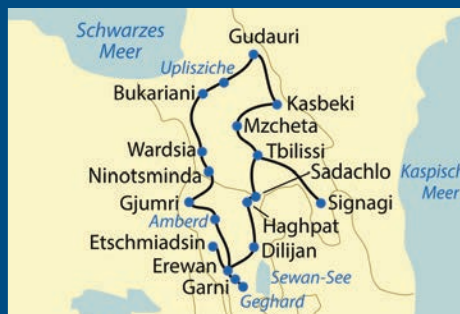 Schwarzes
Meer
Gudauri
Uplisziche
Bukariani
Kasbeki
Mzcheta
Wardsia
Tbilissi
Ninotsminda
Sadachlo
Kaspisch
Meer
Gjumri
Signagi
Amberd
Haghpat
Etschmiadsin
Dilijan
Erewan
Sewan-See
Garni
Geghard